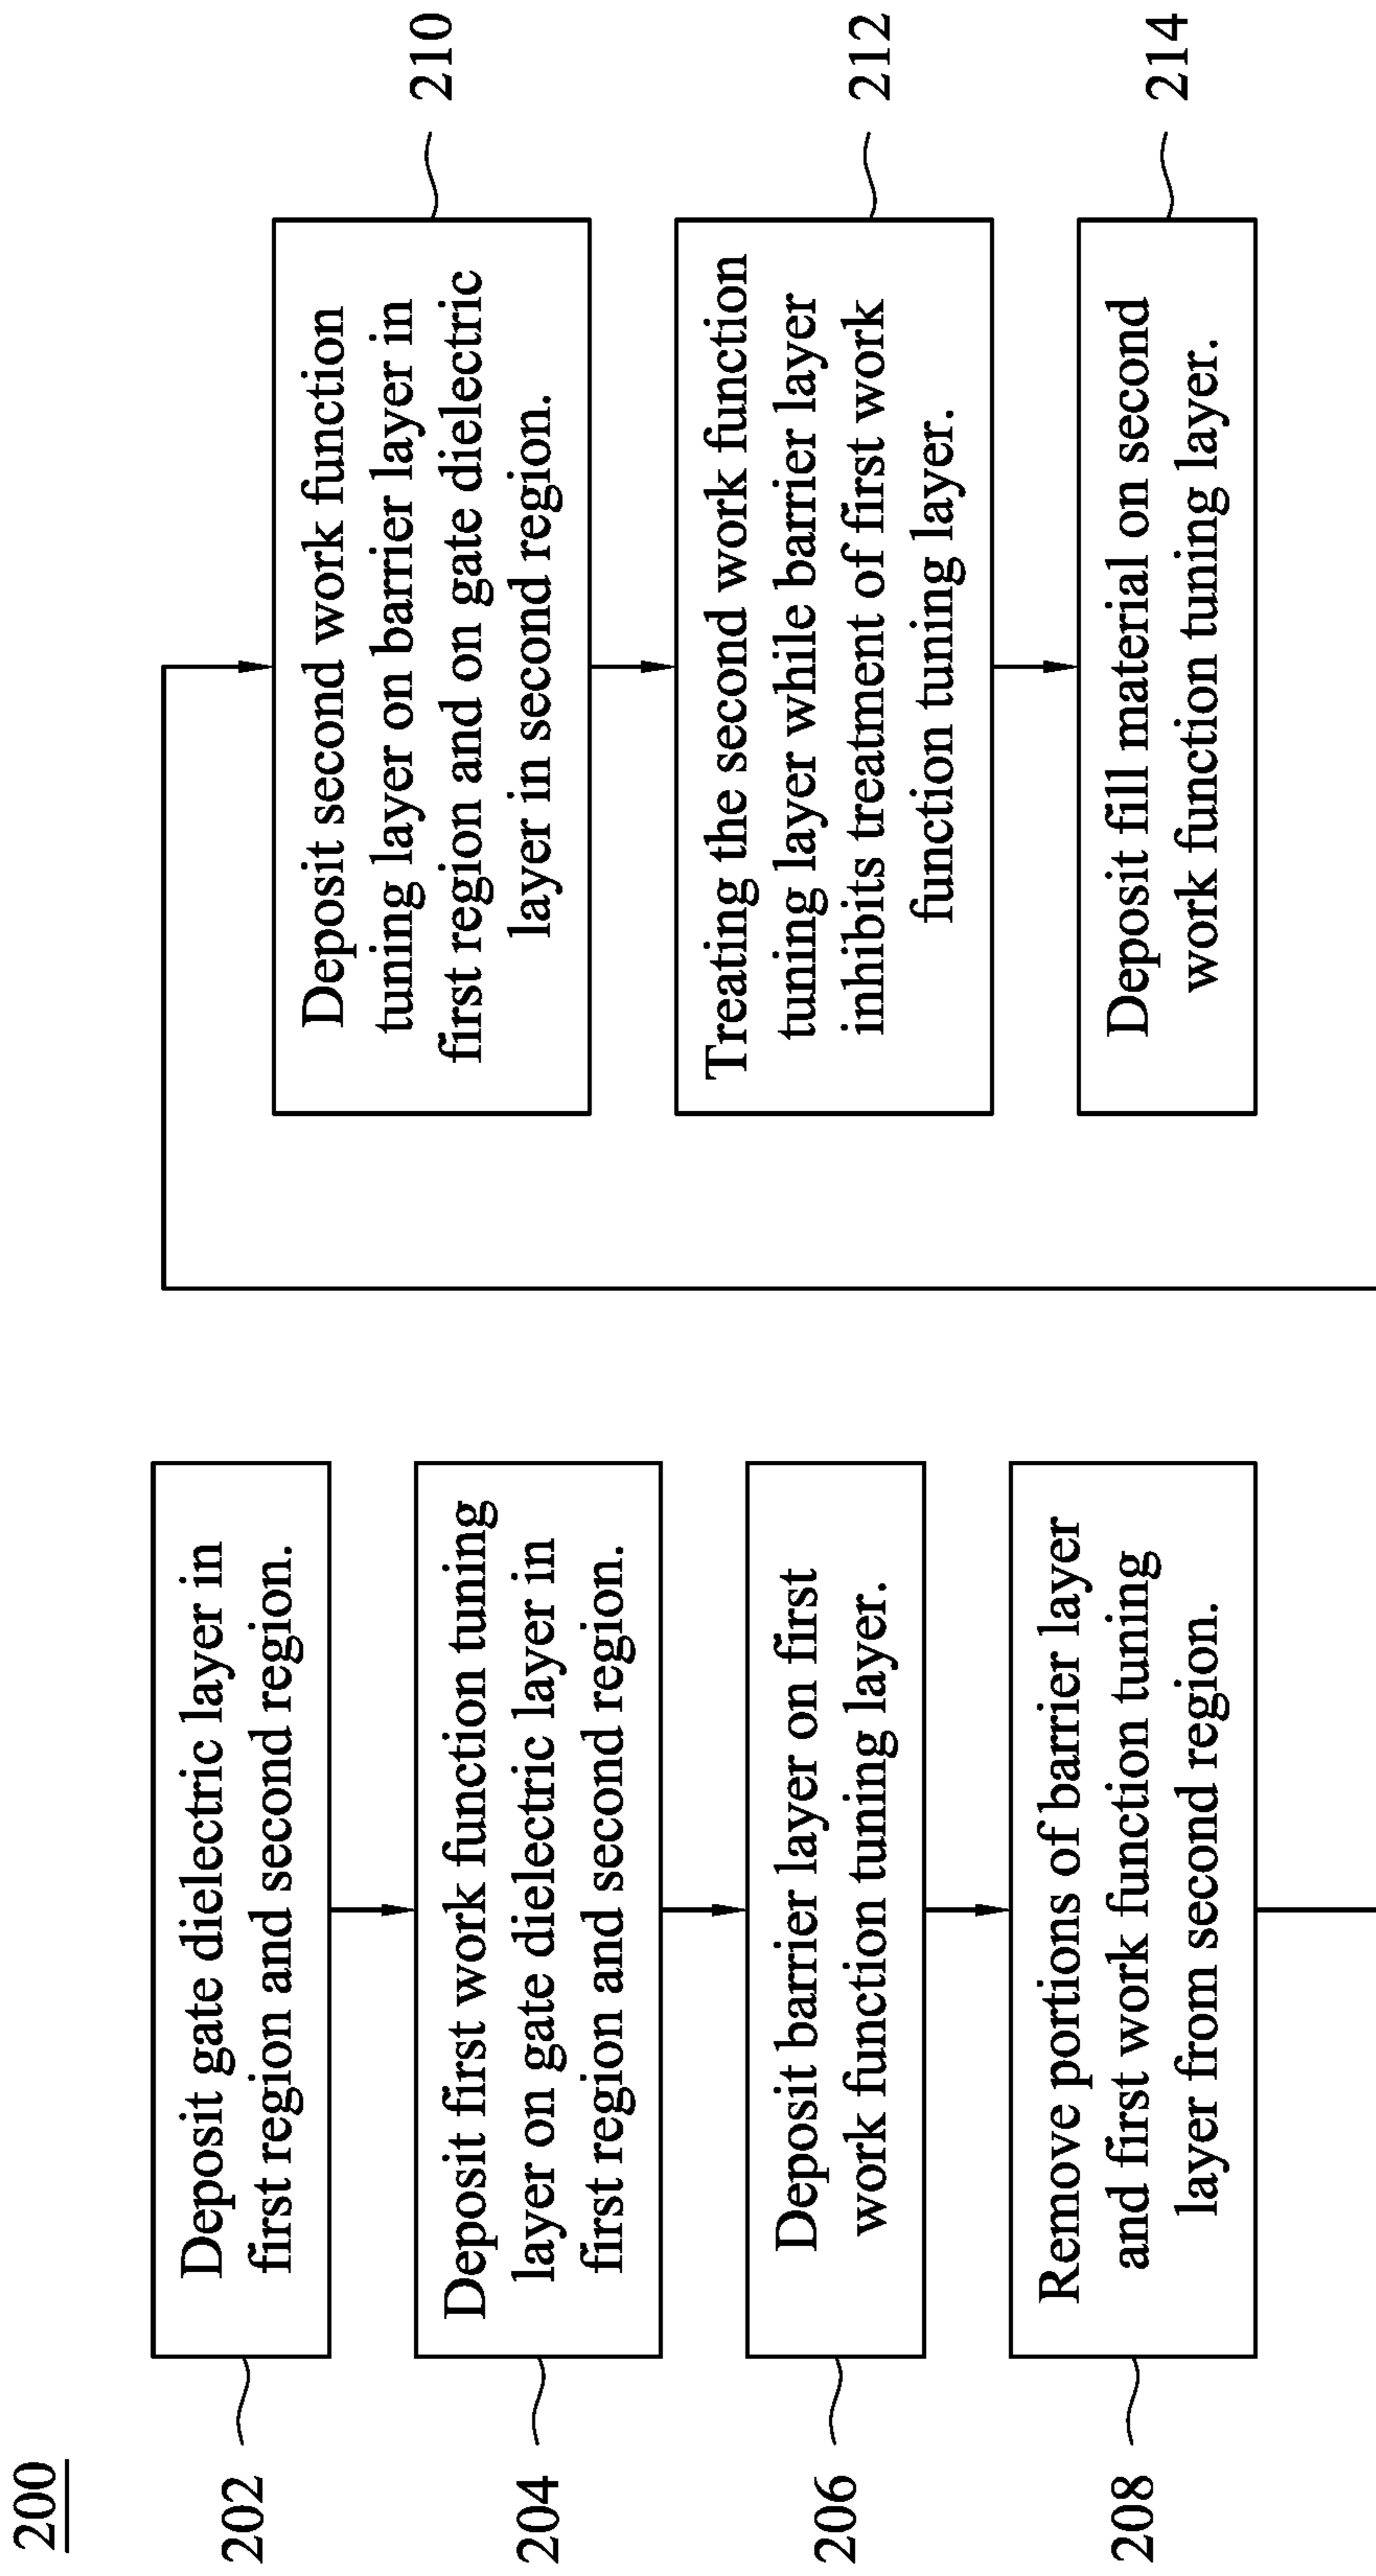 200
202
Deposit gate dielectric layer in
first region and second region.
204
Deposit first work function tuning
layer on gate dielectric layer in
first region and second region.
206
Deposit barrier layer on first
work function tuning layer.
208
Remove portions of barrier layer
and first work function tuning
layer from second region.
Deposit second work function
tuning layer on barrier layer in
first region and on gate dielectric
layer in second region.
210
Treating the second work function
tuning layer while barrier layer
inhibits treatment of first work
function tuning layer.
212
Deposit fill material on second
work function tuning layer.
214